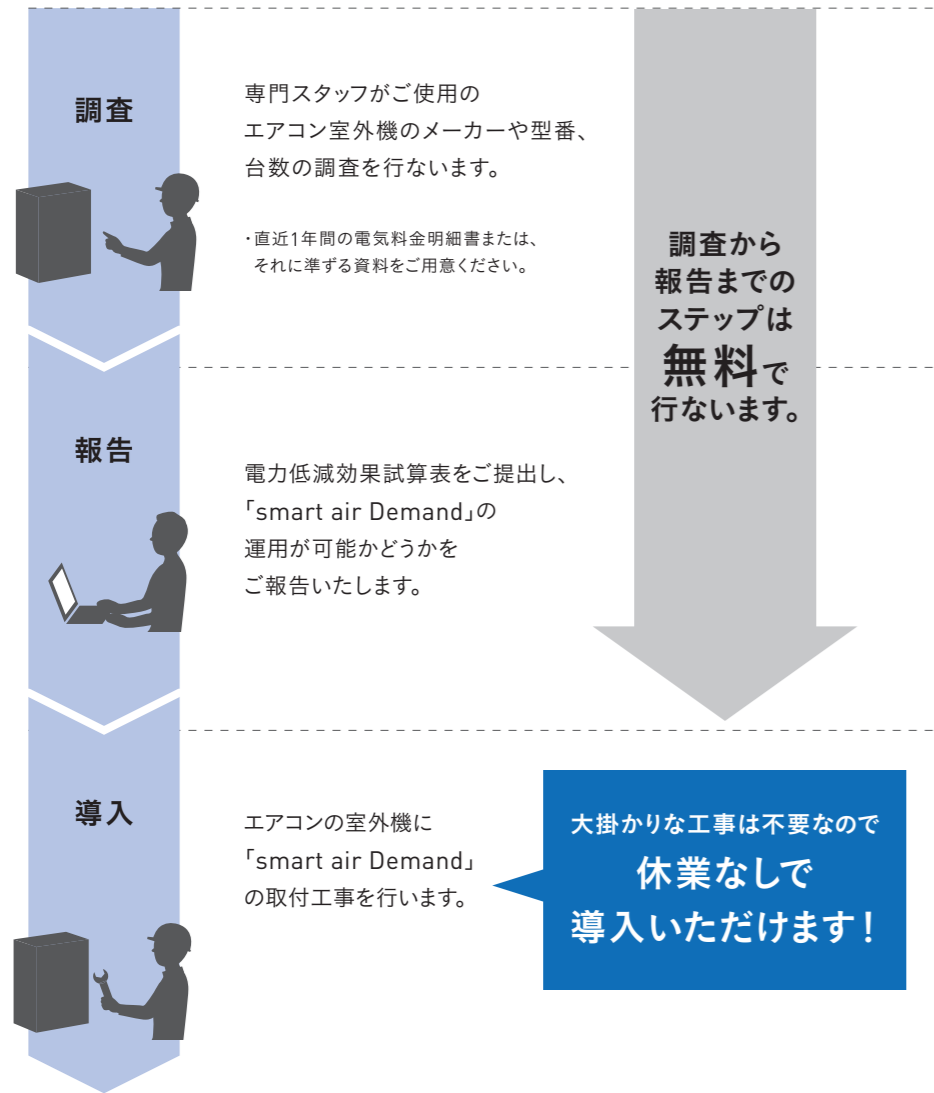 調査
専門スタッフがご使用の
エアコン室外機のメーカーや型番、
台数の調査を行ないます。
・直近1年間の電気料金明細書または、
それに準ずる資料をご用意ください。
調査から
報告までの
ステップは
無料で
行ないます。
報告
電力低減効果試算表をご提出し、
「smart air Demand」の
運用が可能かどうかを
ご報告いたします。
導入
エアコンの室外機に
「smart air Demand」
の取付工事を行います。
大掛かりな工事は不要なので
休業なしで
導入いただけます!